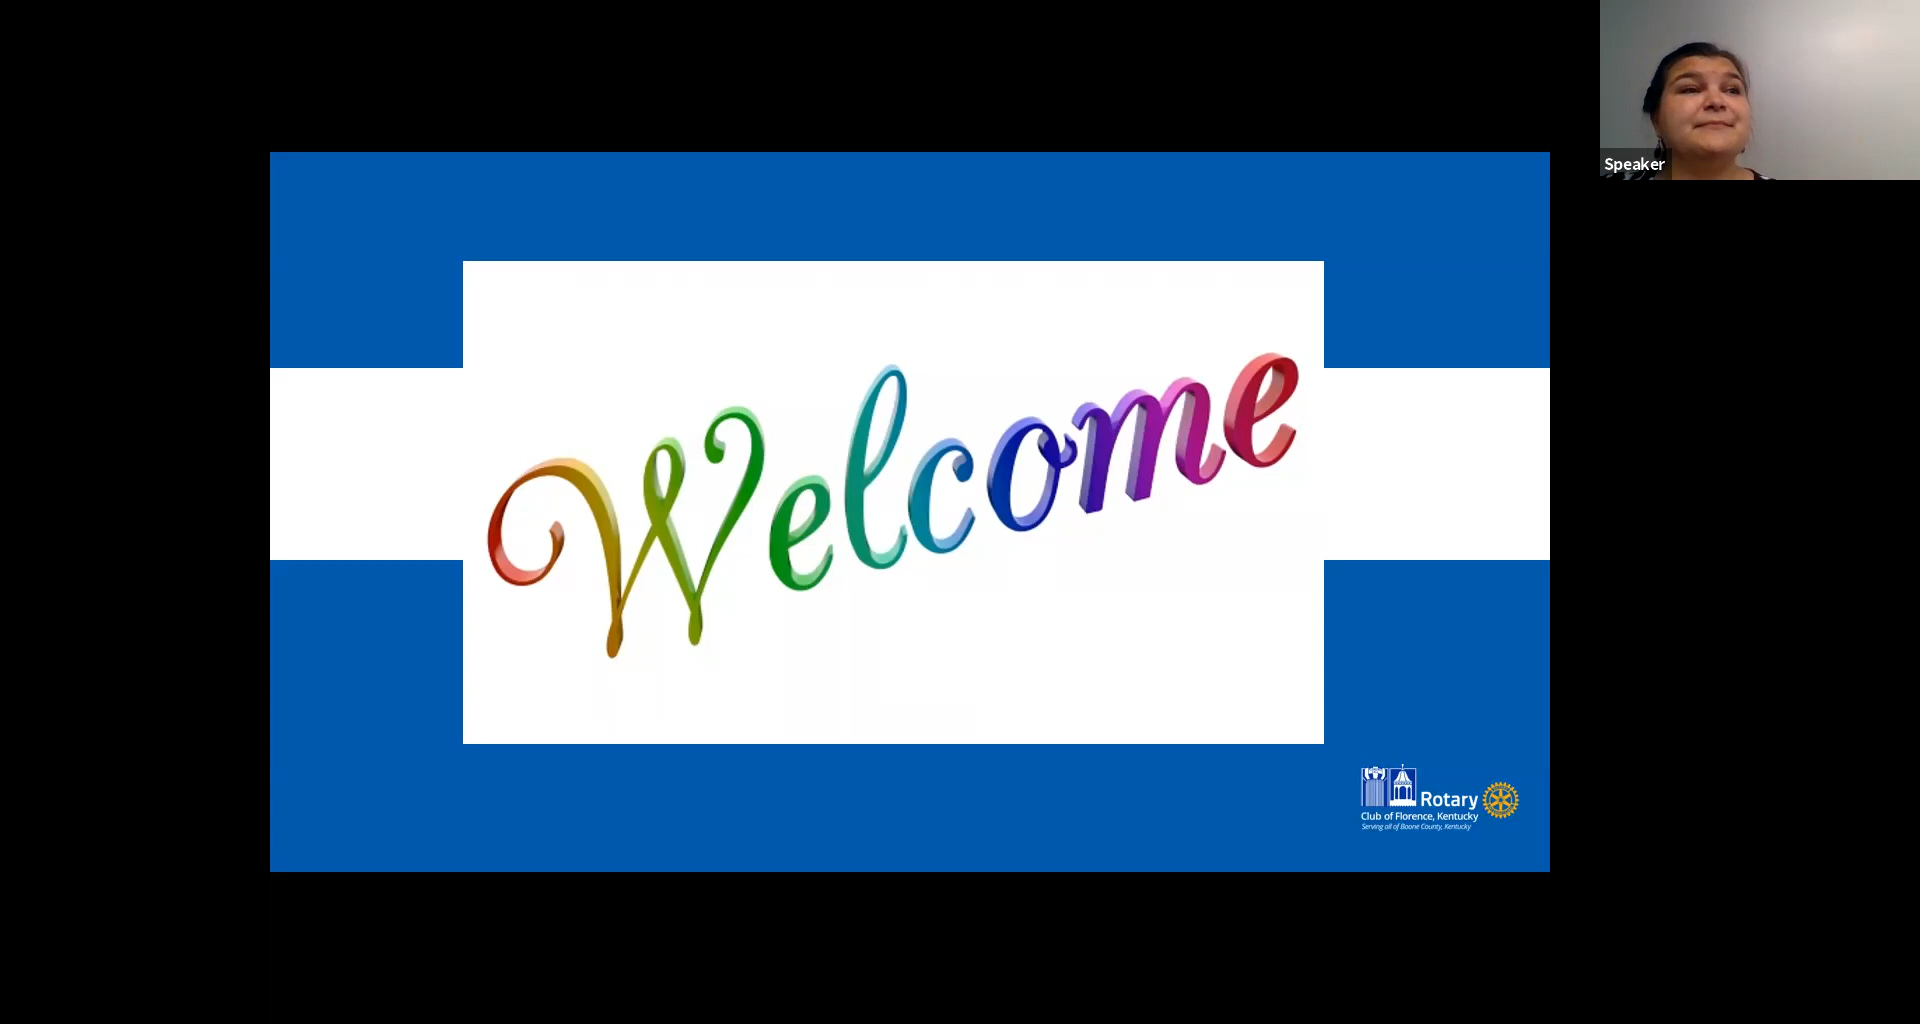 Speaker
Welcome
Rotary
Club of Florence, Kentucky
Serving all of Boone County, Kentucky